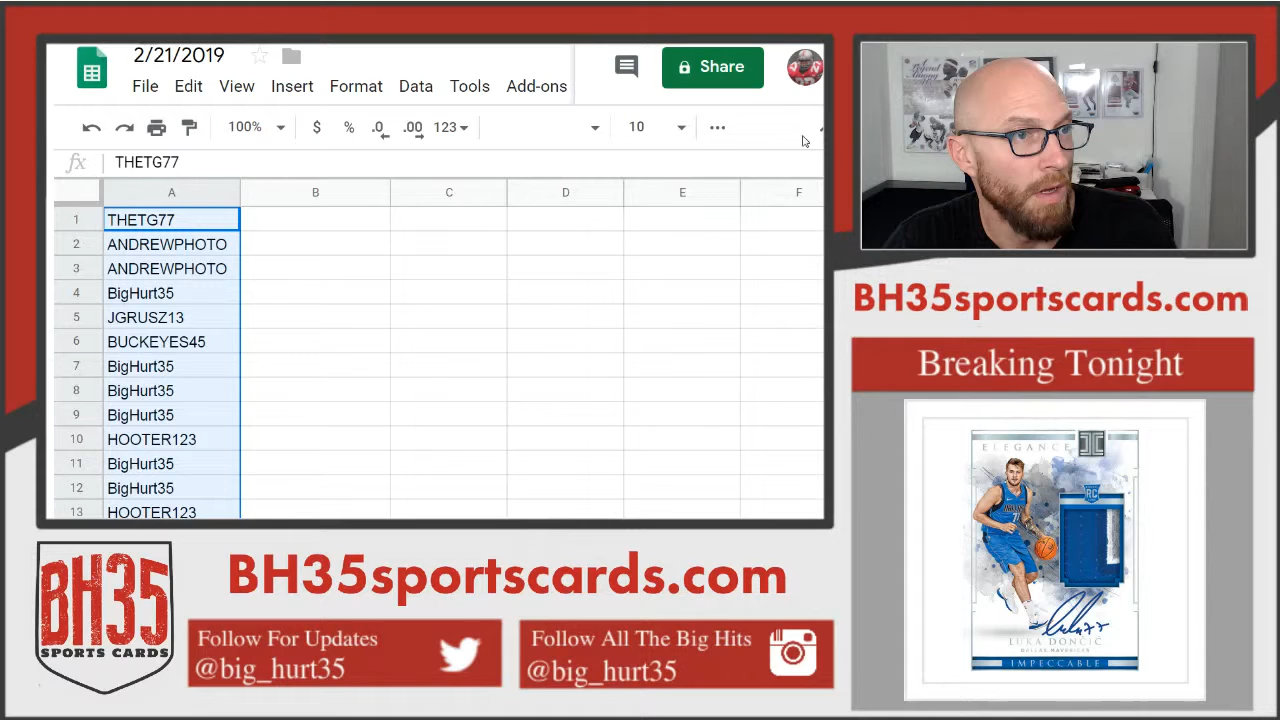 2/21/2019
Share
File Edit View Insert Format Data Tools Add-ons
100% $ % .0 .00 123 10 ...
fx THETG77
A B C D E F
1 THETG77
2 ANDREWPHOTO
3 ANDREWPHOTO
4 BigHurt35
5 JGRUSZ13
6 BUCKEYES45
7 BigHurt35
8 BigHurt35
9 BigHurt35
10 HOOTER123
11 BigHurt35
12 BigHurt35
13 HOOTER123
BH35sportscards.com
Breaking Tonight
ELEGANCE
RC
LUKA DONČIĆ
DALLAS MAVERICKS
IMPECCABLE
BH35
SPORTS CARDS
BH35sportscards.com
Follow For Updates
@big_hurt35
Follow All The Big Hits
@big_hurt35